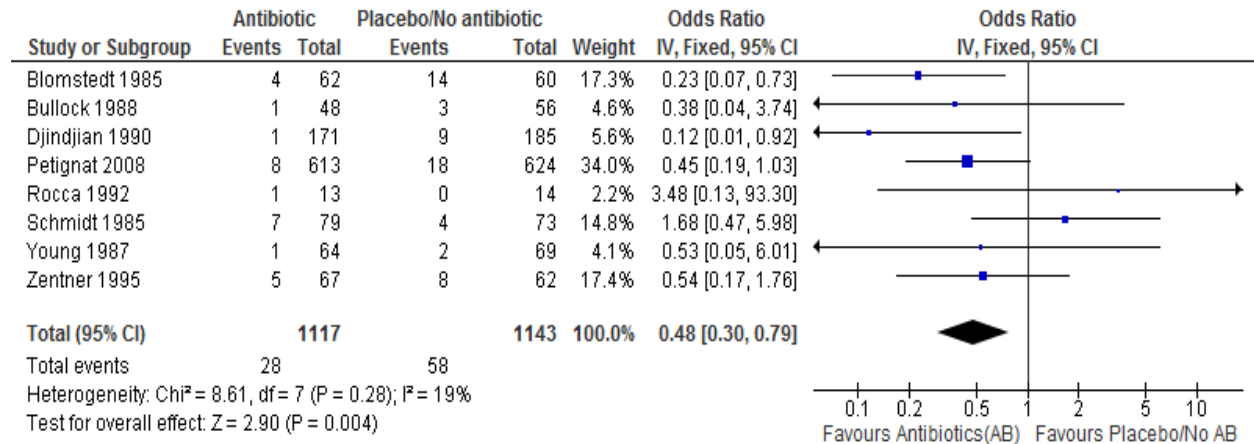 Antibiotic Placebo/No antibiotic Odds Ratio Odds Ratio
Study or Subgroup Events Total Events Total Weight IV, Fixed, 95% CI IV, Fixed, 95% CI
Blomstedt 1985 4 62 14 60 17.3% 0.23 [0.07, 0.73]
Bullock 1988 1 48 3 56 4.6% 0.38 [0.04, 3.74]
Djindjian 1990 1 171 9 185 5.6% 0.12 [0.01, 0.92]
Petignat 2008 8 613 18 624 34.0% 0.45 [0.19, 1.03]
Rocca 1992 1 13 0 14 2.2% 3.48 [0.13, 93.30]
Schmidt 1985 7 79 4 73 14.8% 1.68 [0.47, 5.98]
Young 1987 1 64 2 69 4.1% 0.53 [0.05, 6.01]
Zentner 1995 5 67 8 62 17.4% 0.54 [0.17, 1.76]
Total (95% CI) 1117 1143 100.0% 0.48 [0.30, 0.79]
Total events 28 58
Heterogeneity: Chi² = 8.61, df = 7 (P = 0.28); I² = 19%
Test for overall effect: Z = 2.90 (P = 0.004)
0.1 0.2 0.5 1 2 5 10
Favours Antibiotics(AB) Favours Placebo/No AB